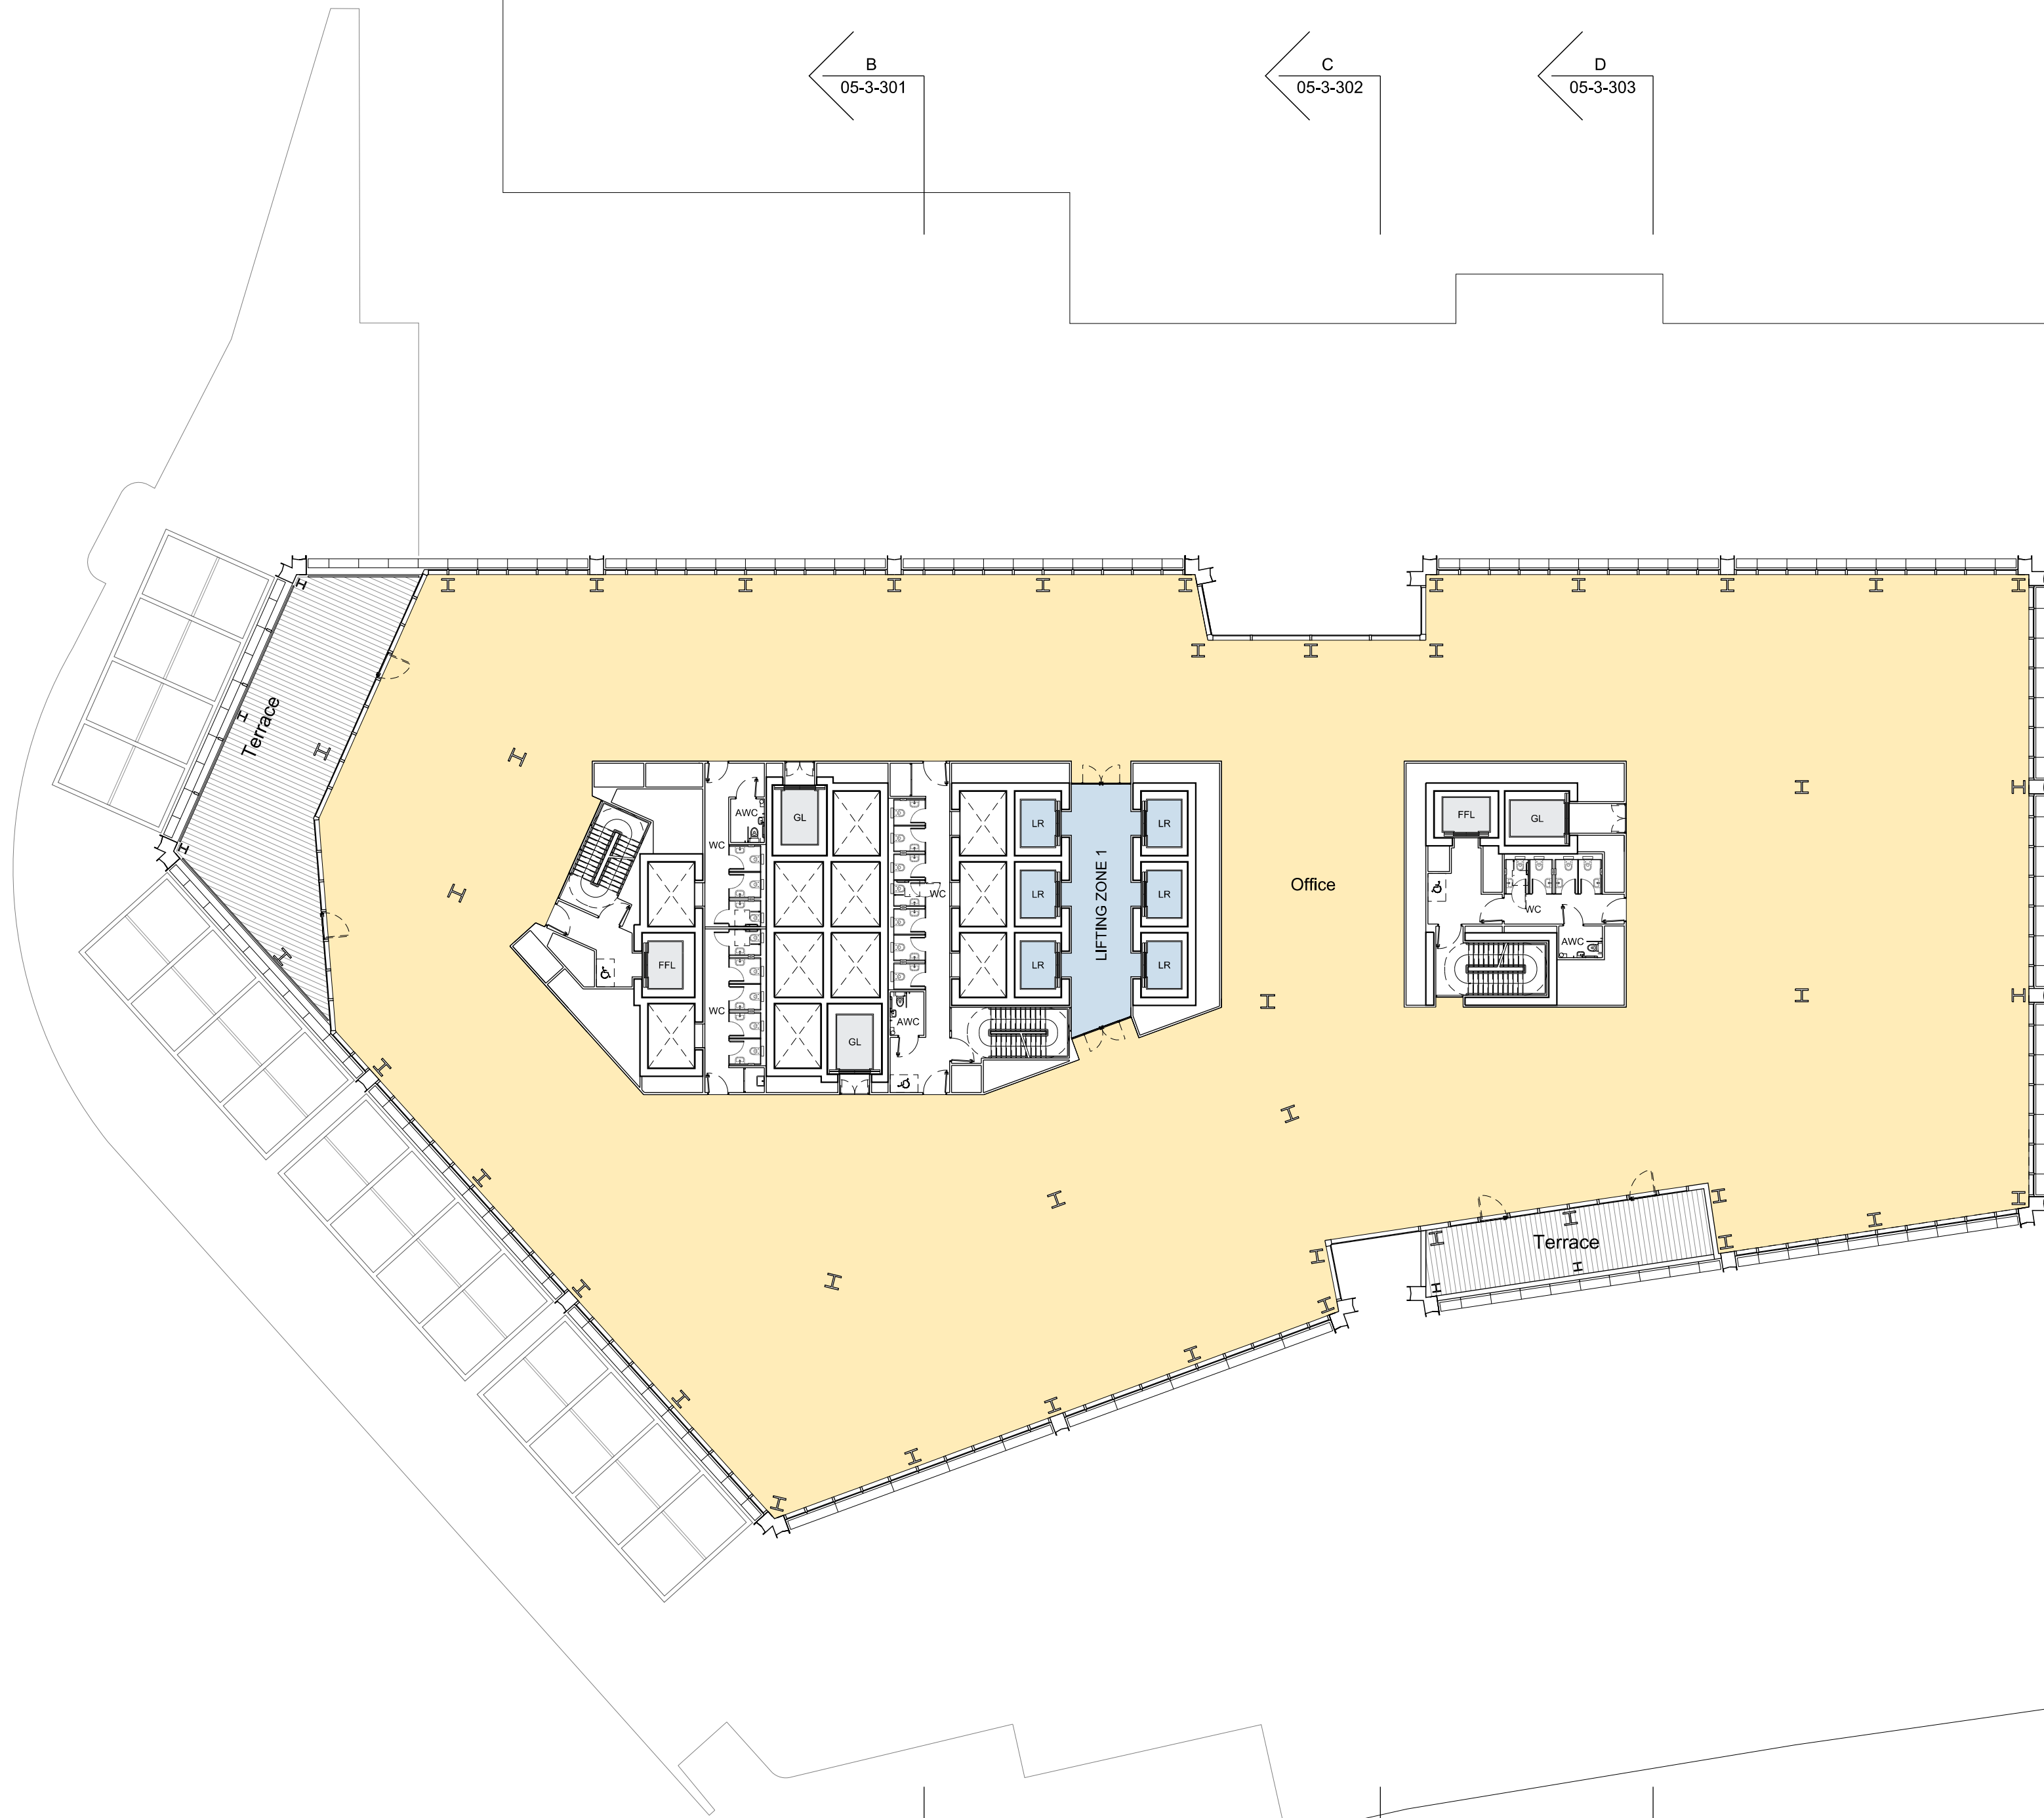 B
05-3-301
C
05-3-302
D
05-3-303
Terrace
AWC
GL
LR
LR
FFL
GL
WC
Office
WC
LR
LR
LIFTING ZONE 1
WC
AWC
FFL
LR
LR
WC
AWC
GL
Terrace